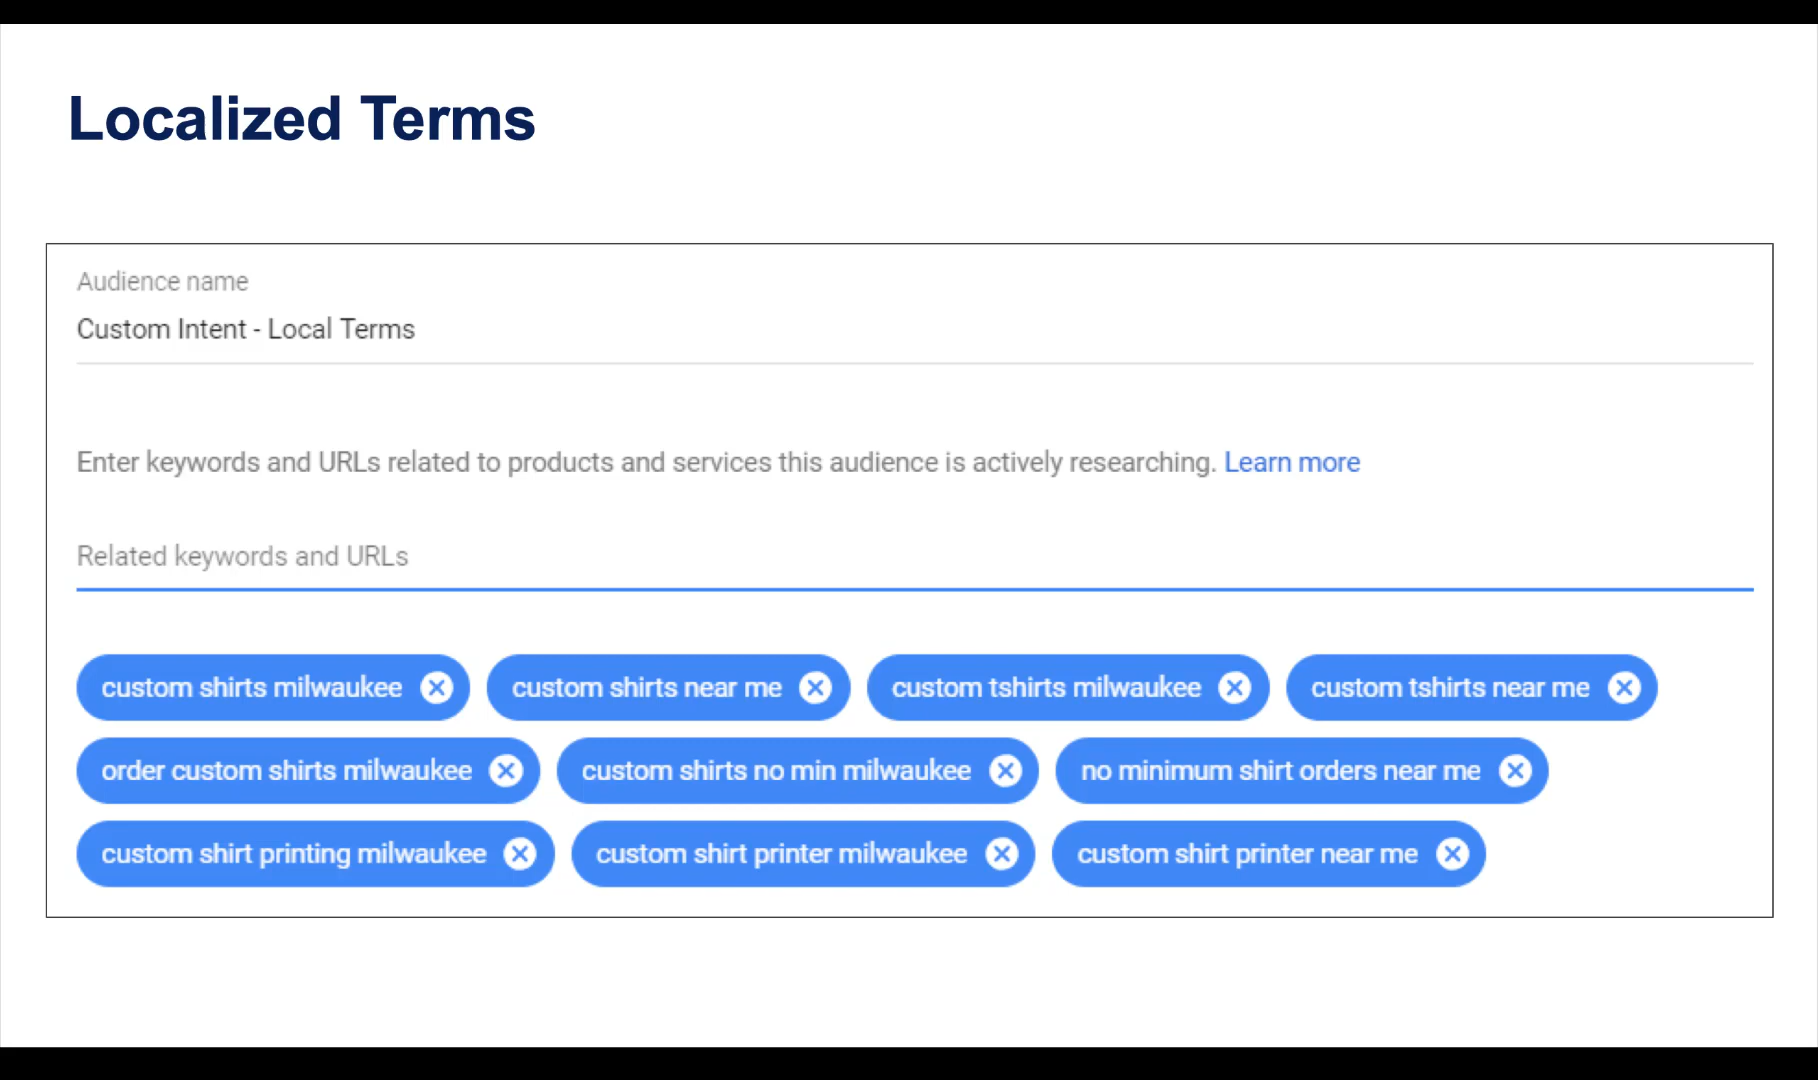 Localized Terms
Audience name
Custom Intent - Local Terms
Enter keywords and URLs related to products and services this audience is actively researching. Learn more
Related keywords and URLs
custom shirts milwaukee custom shirts near me custom tshirts milwaukee custom tshirts near me
order custom shirts milwaukee custom shirts no min milwaukee no minimum shirt orders near me
custom shirt printing milwaukee custom shirt printer milwaukee custom shirt printer near me